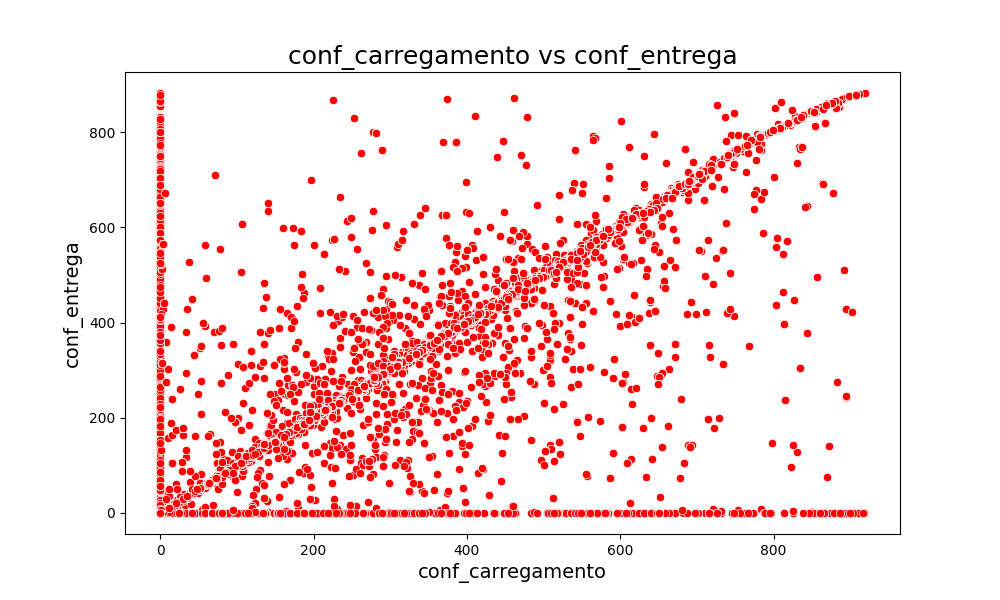 conf_carregamento vs conf_entrega
conf_entrega
800
600
400
200
0
0 200 400 600 800
conf_carregamento